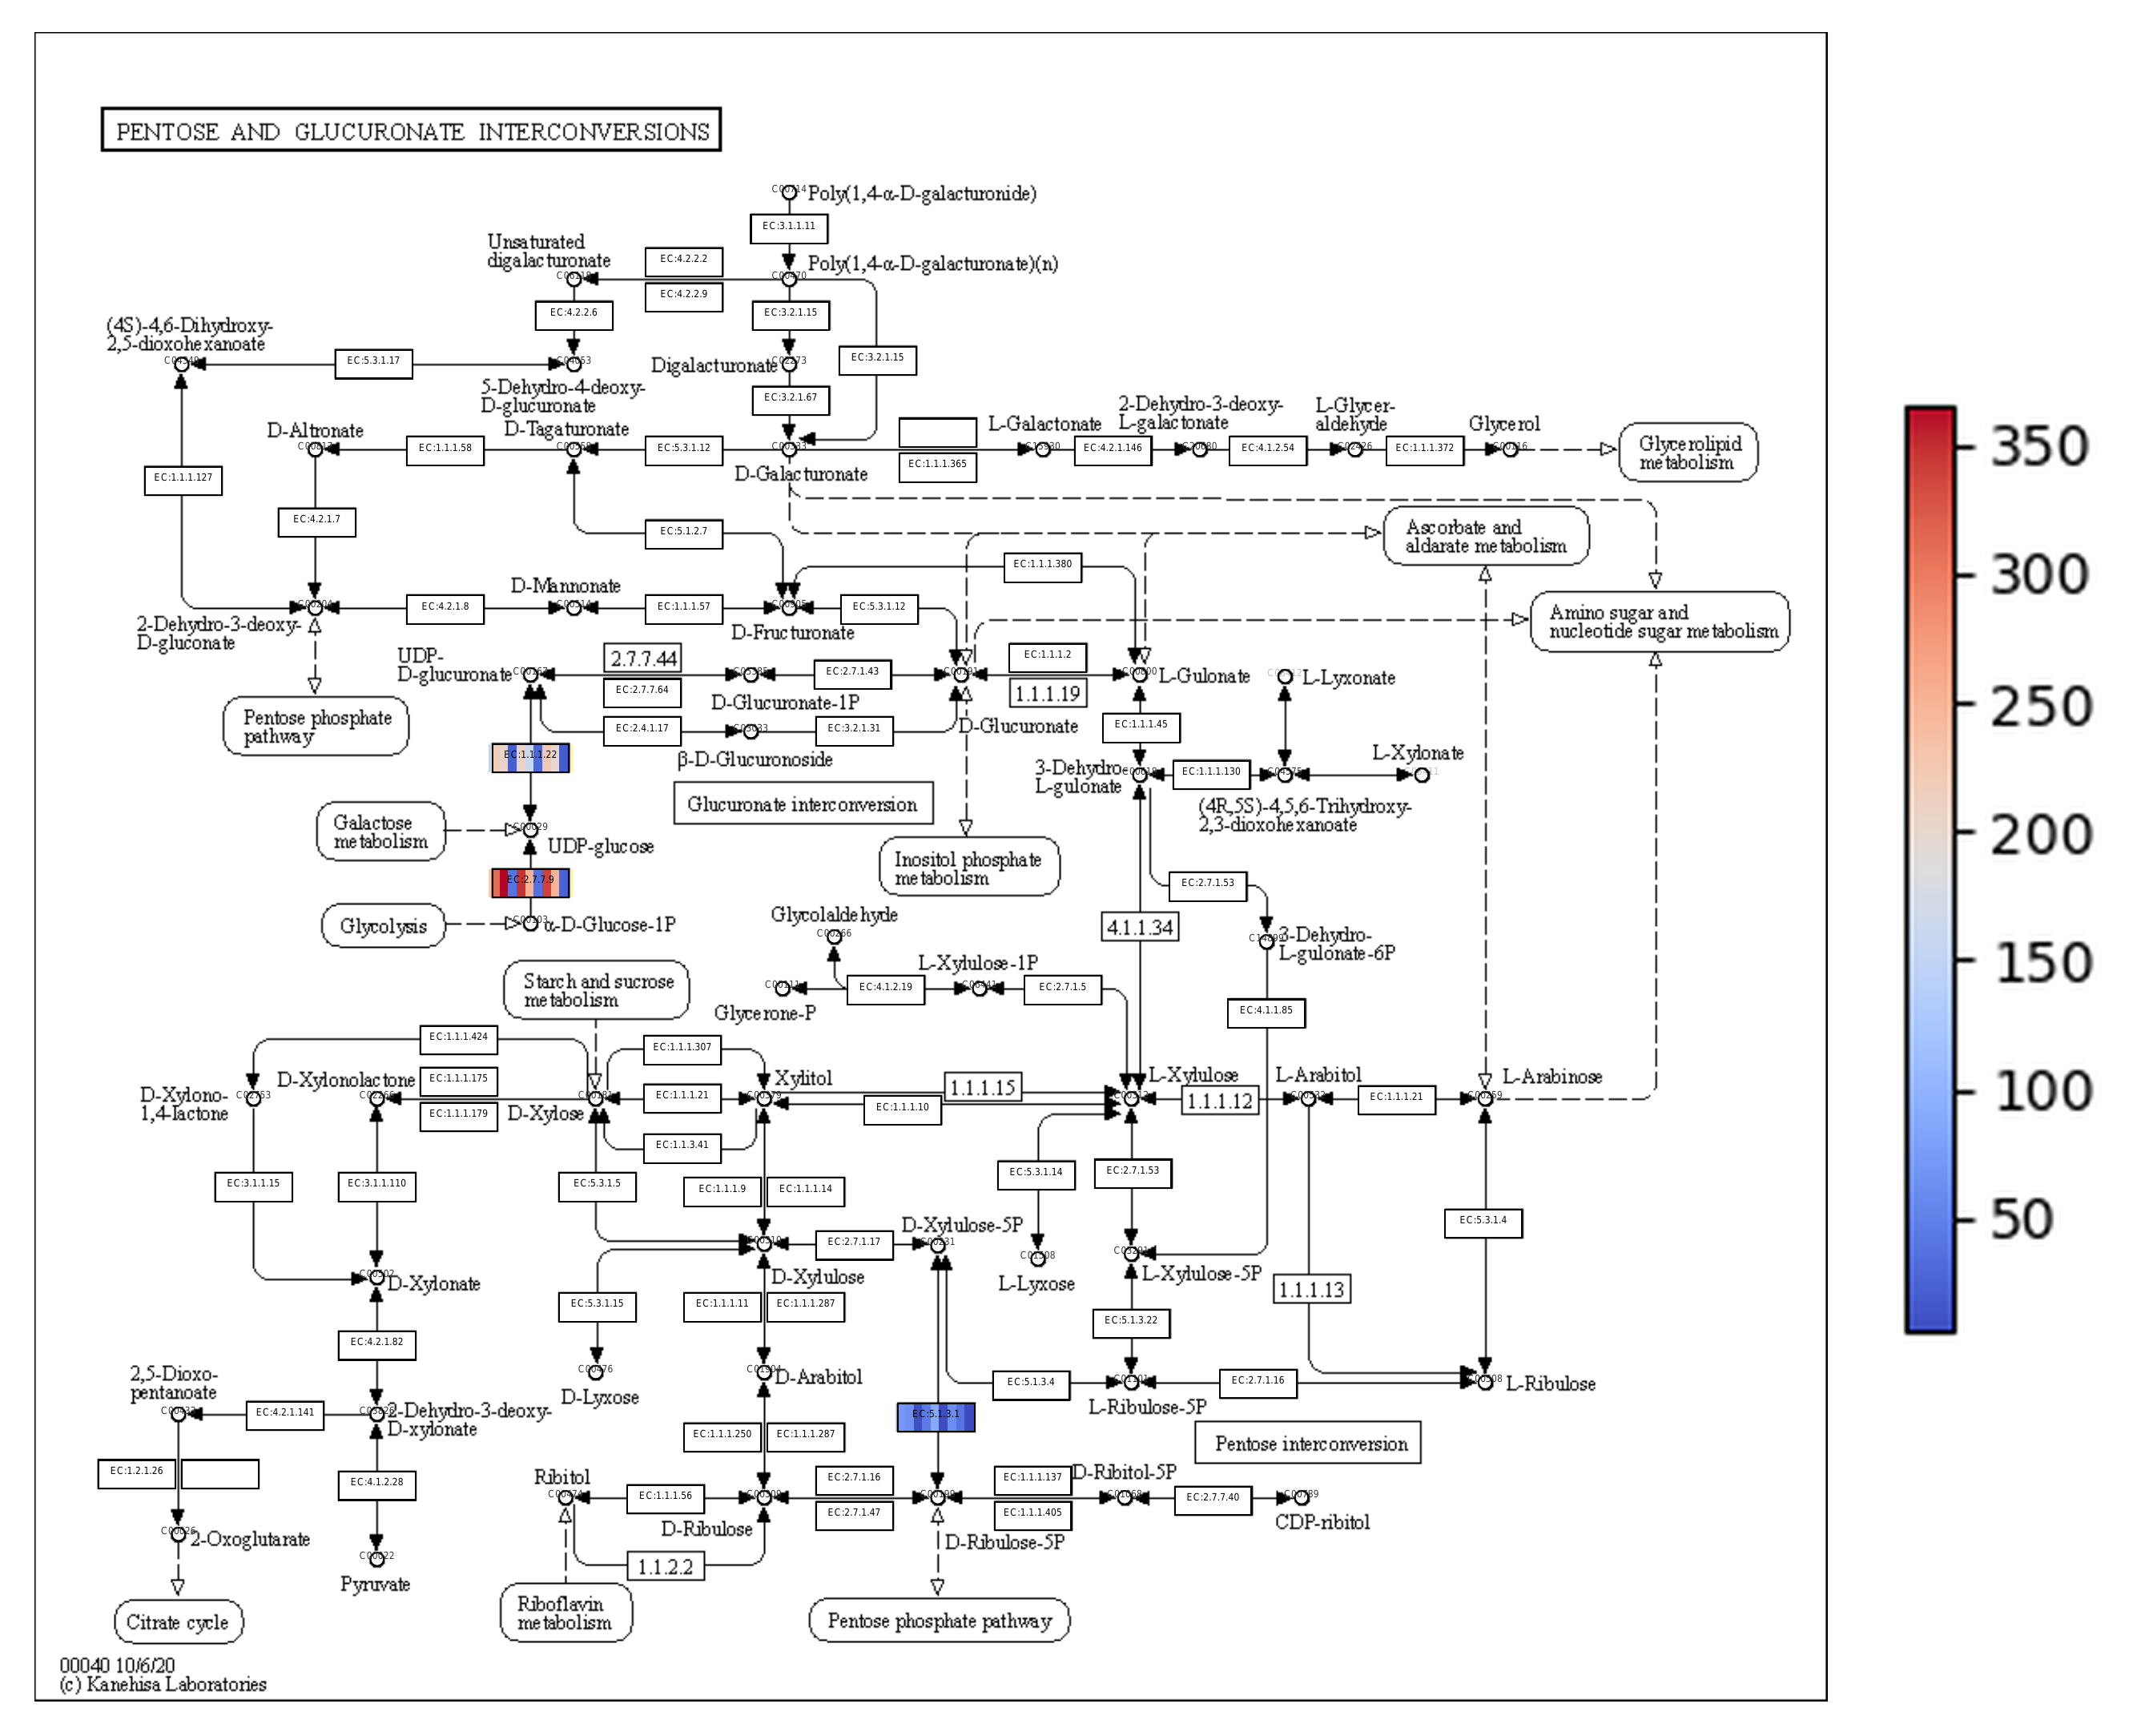 PENTOSE AND GLUCURONATE INTERCONVERSIONS
Poly(1,4-α-D-galacturonide)
EC:3.1.1.11
Unsaturated
digalacturonate
EC:4.2.2.2
Poly(1,4-α-D-galacturonate)(n)
EC:4.2.2.9
EC:4.2.2.6
EC:3.2.1.15
(4S)-4,6-Dihydroxy-
2,5-dioxohexanoate
EC:5.3.1.17
Digalacturonate
EC:3.2.1.15
5-Dehydro-4-deoxy-
D-glucuronate
EC:3.2.1.67
D-Altronate
EC:1.1.1.58
D-Tagaturonate
EC:5.3.1.12
D-Galacturonate
EC:1.1.1.365
L-Galactonate
EC:4.2.1.146
2-Dehydro-3-deoxy-
L-galactonate
EC:4.2.1.54
L-Glycer-
aldehyde
EC:1.1.1.372
Glycerol
Glycerolipid
metabolism
EC:1.1.1.127
EC:4.2.1.7
EC:5.1.2.7
Ascorbate and
aldarate metabolism
EC:1.1.1.380
2-Dehydro-3-deoxy-
D-gluconate
EC:4.2.1.8
D-Mannonate
EC:1.1.1.57
D-Fructuronate
EC:5.3.1.12
Amino sugar and
nucleotide sugar metabolism
UDP-
D-glucuronate
2.7.7.44
EC:2.7.7.64
D-Glucuronate-1P
EC:2.7.1.43
EC:1.1.1.2
1.1.1.19
L-Gulonate
L-Lyxonate
Pentose phosphate
pathway
EC:2.4.1.17
EC:3.2.1.31
D-Glucuronate
EC:1.1.1.45
β-D-Glucuronoside
EC:1.1.1.22
3-Dehydro-
L-gulonate
EC:1.1.1.130
L-Xylonate
(4R,5S)-4,5,6-Trihydroxy-
2,3-dioxohexanoate
Glucuronate interconversion
Galactose
metabolism
UDP-glucose
C00029
Inositol phosphate
metabolism
EC:2.7.7.9
EC:2.7.1.53
Glycolysis
C00103
α-D-Glucose-1P
Glycolaldehyde
C00266
4.1.1.34
3-Dehydro-
L-gulonate-6P
Starch and sucrose
metabolism
L-Xylulose-1P
C00111
EC:4.1.2.19
EC:2.7.1.5
Glycerone-P
EC:4.1.1.85
EC:1.1.1.424
EC:1.1.1.307
D-Xylono-
1,4-lactone
D-Xylonolactone
EC:1.1.1.175
EC:1.1.1.179
D-Xylose
EC:1.1.1.21
Xylitol
1.1.1.15
EC:1.1.1.10
L-Xylulose
1.1.1.12
L-Arabitol
EC:1.1.1.21
L-Arabinose
EC:1.1.3.41
EC:3.1.1.15
EC:3.1.1.110
EC:5.3.1.5
EC:1.1.1.9
EC:1.1.1.14
EC:5.3.1.14
EC:2.7.1.53
EC:5.3.1.4
D-Xylulose-5P
C00231
EC:2.7.1.17
D-Xylulose
D-Xylonate
C01508
L-Lyxose
L-Xylulose-5P
1.1.1.13
EC:5.3.1.15
EC:1.1.1.11
EC:1.1.1.287
EC:5.1.3.22
EC:4.2.1.82
C00476
D-Lyxose
D-Arabitol
EC:5.1.3.4
L-Ribulose-5P
EC:2.7.1.16
L-Ribulose
2,5-Dioxo-
pentanoate
EC:4.2.1.141
2-Dehydro-3-deoxy-
D-xylonate
EC:5.1.3.1
EC:1.1.1.250
EC:1.1.1.287
Pentose interconversion
EC:1.2.1.26
EC:4.1.2.28
Ribitol
EC:1.1.1.56
D-Ribulose
EC:2.7.1.16
EC:2.7.1.47
EC:1.1.1.137
EC:1.1.1.405
D-Ribitol-5P
EC:2.7.7.40
CDP-ribitol
D-Ribulose-5P
2-Oxoglutarate
C00022
Pyruvate
1.1.2.2
Citrate cycle
Riboflavin
metabolism
Pentose phosphate pathway
00040 10/6/20
(c) Kanehisa Laboratories
350
300
250
200
150
100
50